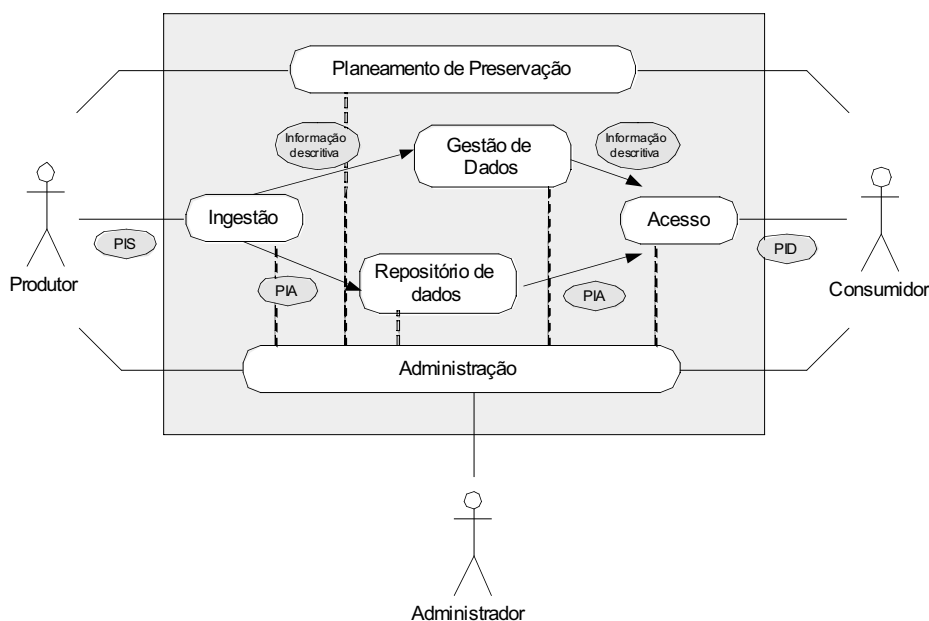 Planeamento de Preservação
Informação
descritiva
Gestão de
Dados
Informação
descritiva
Ingestão
Acesso
PIS
PID
Produtor
Repositório de
dados
PIA
PIA
Consumidor
Administração
Administrador